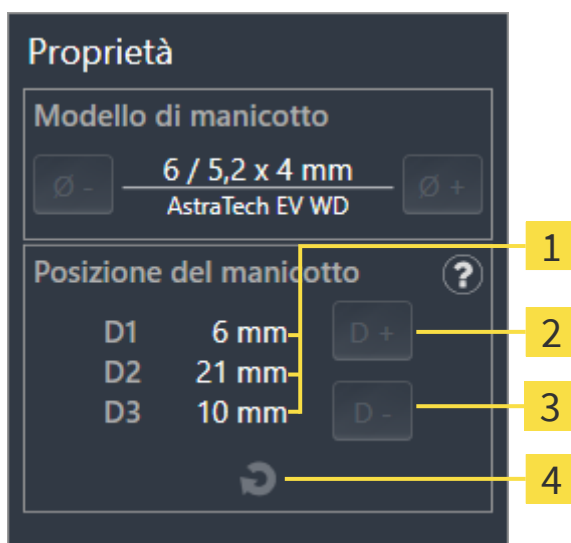 Proprietà
Modello di manicotto
Ø - 6 / 5,2 x 4 mm Ø +
AstraTech EV WD
1
Posizione del manicotto ?
D1 6 mm D + 2
D2 21 mm
D3 10 mm D - 3
4